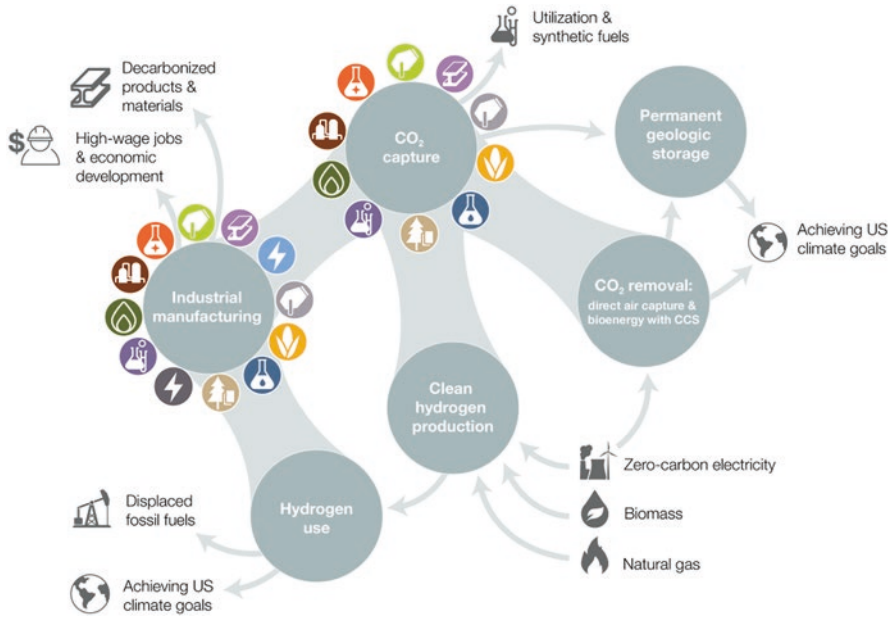 Utilization &
synthetic fuels
Decarbonized
products &
materials
$
High-wage jobs
& economic
development
CO₂
capture
Permanent
geologic
storage
Achieving US
climate goals
Industrial
manufacturing
CO₂ removal:
direct air capture &
bioenergy with CCS
Clean
hydrogen
production
Zero-carbon electricity
Biomass
Natural gas
Hydrogen
use
Displaced
fossil fuels
Achieving US
climate goals